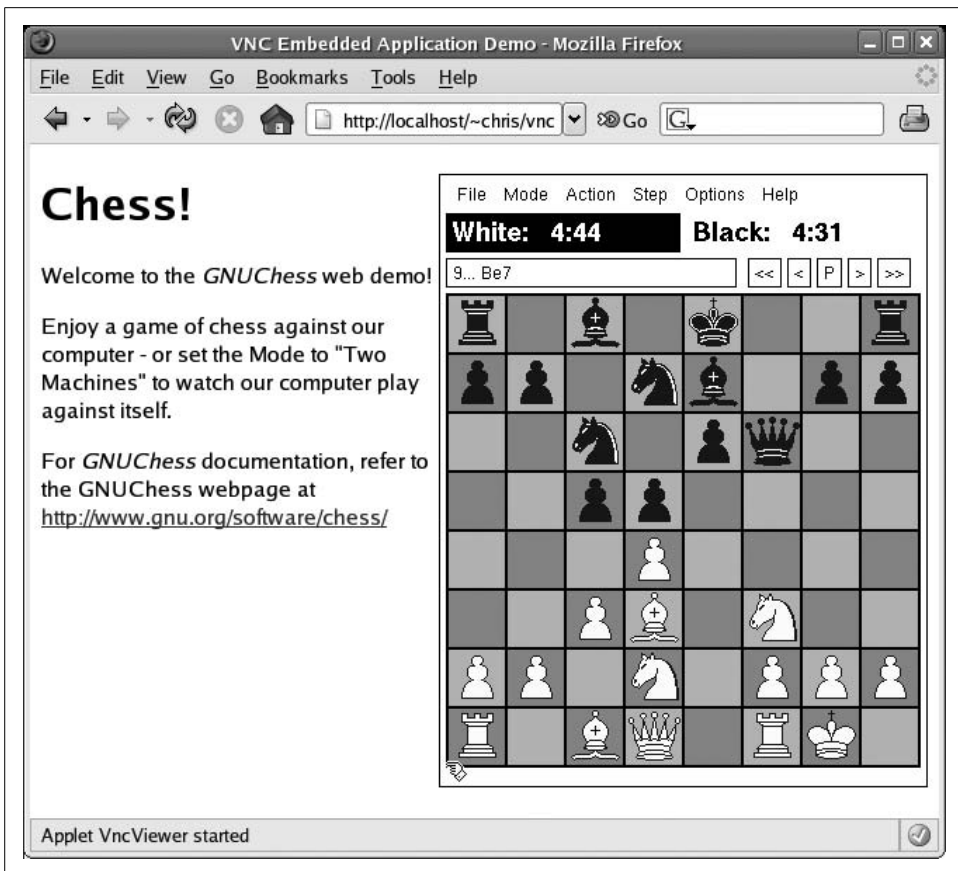 VNC Embedded Application Demo - Mozilla Firefox
File Edit View Go Bookmarks Tools Help
http://localhost/~chris/vnc Go G
Chess!
Welcome to the GNUChess web demo!
Enjoy a game of chess against our
computer - or set the Mode to "Two
Machines" to watch our computer play
against itself.
For GNUChess documentation, refer to
the GNUChess webpage at
http://www.gnu.org/software/chess/
File Mode Action Step Options Help
White: 4:44 Black: 4:31
9... Be7 << < P > >>
Applet VncViewer started